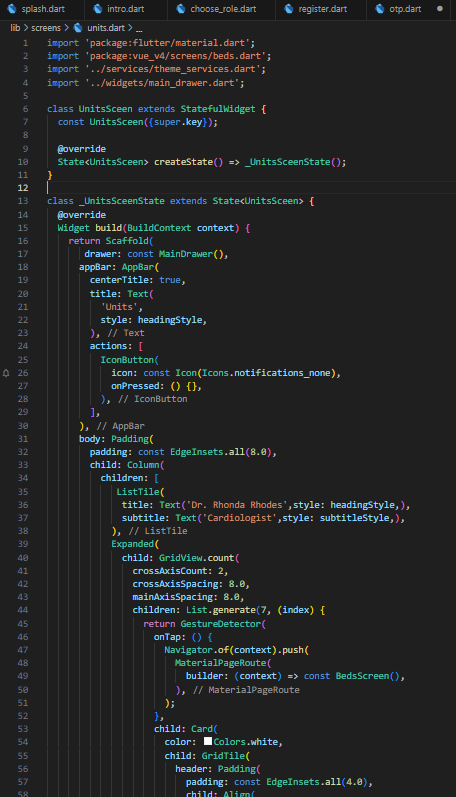 splash.dart intro.dart choose_role.dart register.dart otp.dart
lib > screens > units.dart > ...
1 import 'package:flutter/material.dart';
2 import 'package:vue_v4/screens/beds.dart';
3 import '../services/theme_services.dart';
4 import '../widgets/main_drawer.dart';
5
6 class UnitsSceen extends StatefulWidget {
7 const UnitsSceen({super.key});
8
9 @override
10 State<UnitsSceen> createState() => _UnitsSceenState();
11 }
12
13 class _UnitsSceenState extends State<UnitsSceen> {
14 @override
15 Widget build(BuildContext context) {
16 return Scaffold(
17 drawer: const MainDrawer(),
18 appBar: AppBar(
19 centerTitle: true,
20 title: Text(
21 'Units',
22 style: headingStyle,
23 ), // Text
24 actions: [
25 IconButton(
26 icon: const Icon(Icons.notifications_none),
27 onPressed: () {},
28 ), // IconButton
29 ],
30 ), // AppBar
31 body: Padding(
32 padding: const EdgeInsets.all(8.0),
33 child: Column(
34 children: [
35 ListTile(
36 title: Text('Dr. Rhonda Rhodes',style: headingStyle,),
37 subtitle: Text('Cardiologist',style: subtitleStyle,),
38 ), // ListTile
39 Expanded(
40 child: GridView.count(
41 crossAxisCount: 2,
42 crossAxisSpacing: 8.0,
43 mainAxisSpacing: 8.0,
44 children: List.generate(7, (index) {
45 return GestureDetector(
46 onTap: () {
47 Navigator.of(context).push(
48 MaterialPageRoute(
49 builder: (context) => const BedsScreen(),
50 ), // MaterialPageRoute
51 );
52 },
53 child: Card(
54 color: Colors.white,
55 child: GridTile(
56 header: Padding(
57 padding: const EdgeInsets.all(4.0),
58 child: Align(